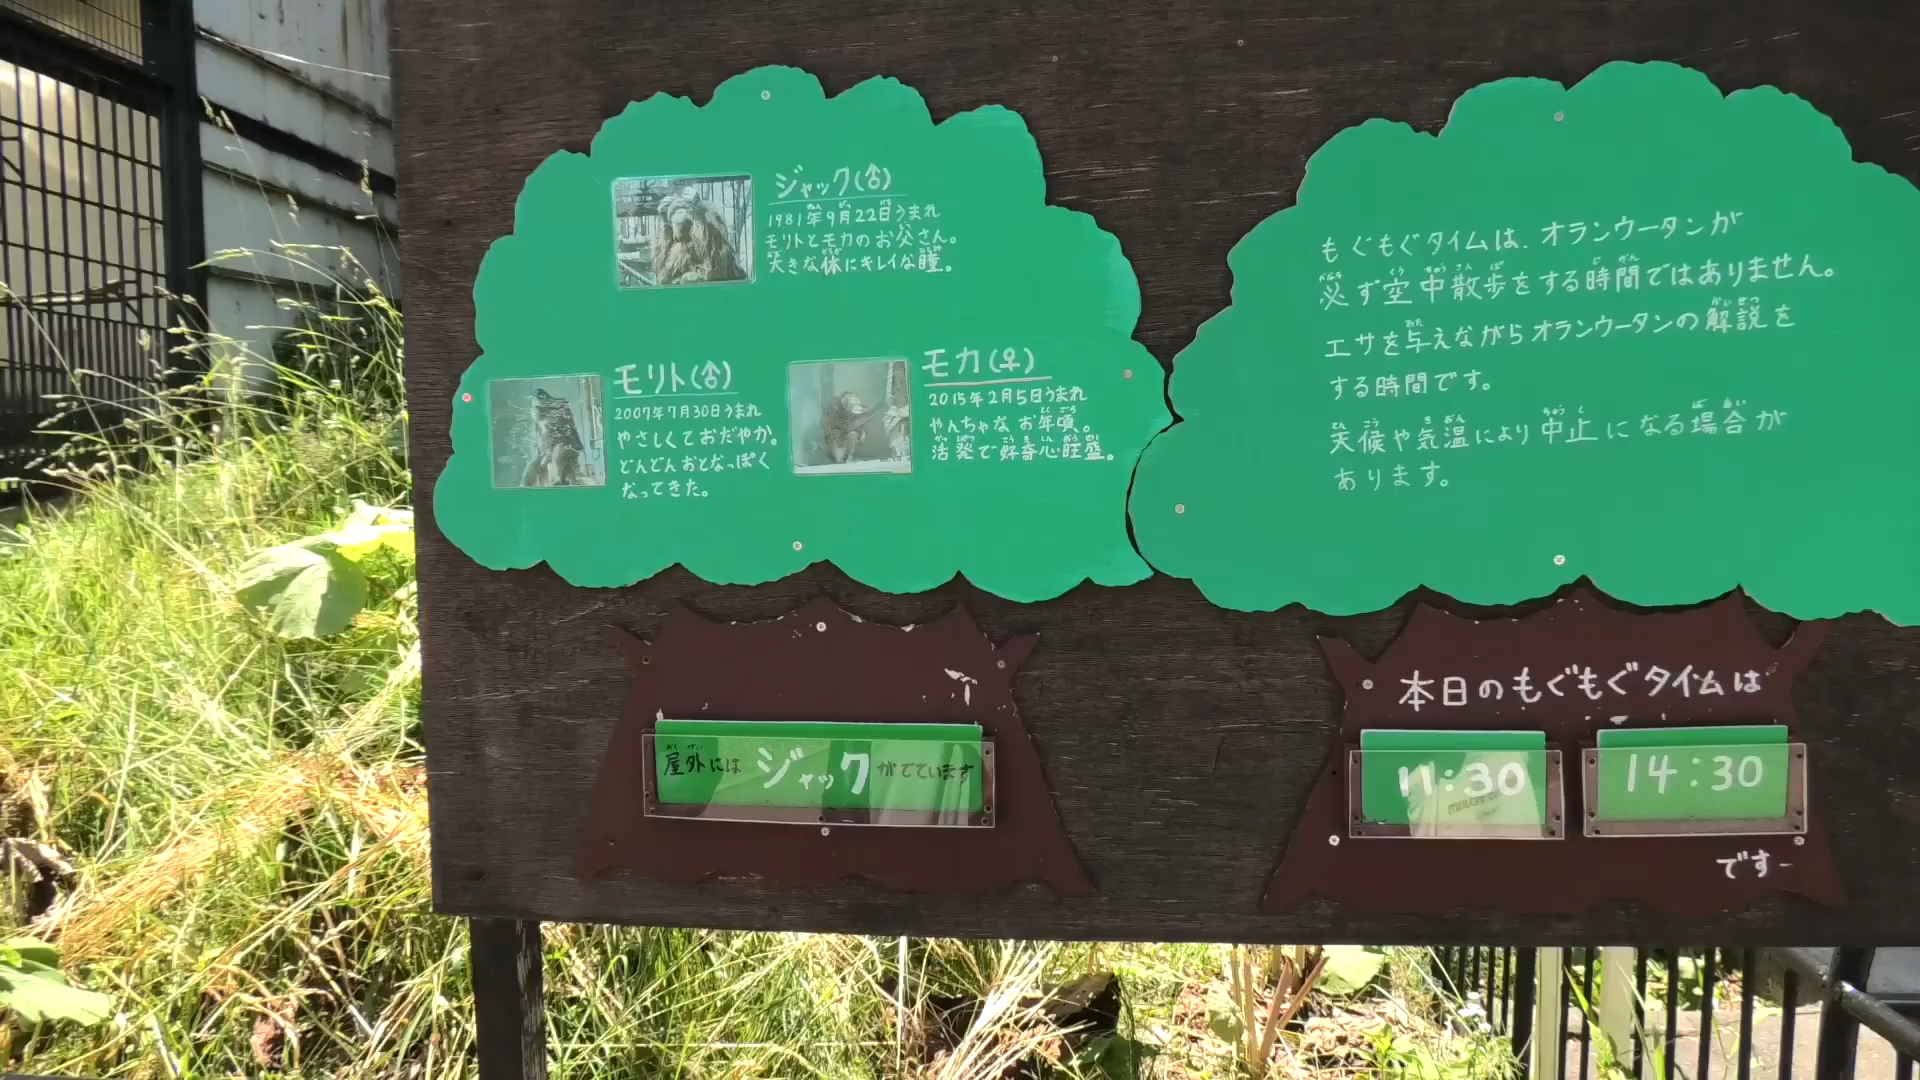 ジャック(♂)
1981年9月22日うまれ
モリトとモカのお父さん。
大きな体にキレイな瞳。
モリト(♂)
2007年7月30日うまれ
やさしくておだやか。
どんどんおとなっぽく
なってきた。
モカ(♀)
2015年2月5日うまれ
やんちゃなお年頃。
活発で好奇心旺盛。
屋外にはジャックがでています
もぐもぐタイムは、オランウータンが
必ず空中散歩をする時間ではありません。
エサを与えながらオランウータンの解説を
する時間です。
天候や気温により中止になる場合が
あります。
本日のもぐもぐタイムは
11:30 14:30
です